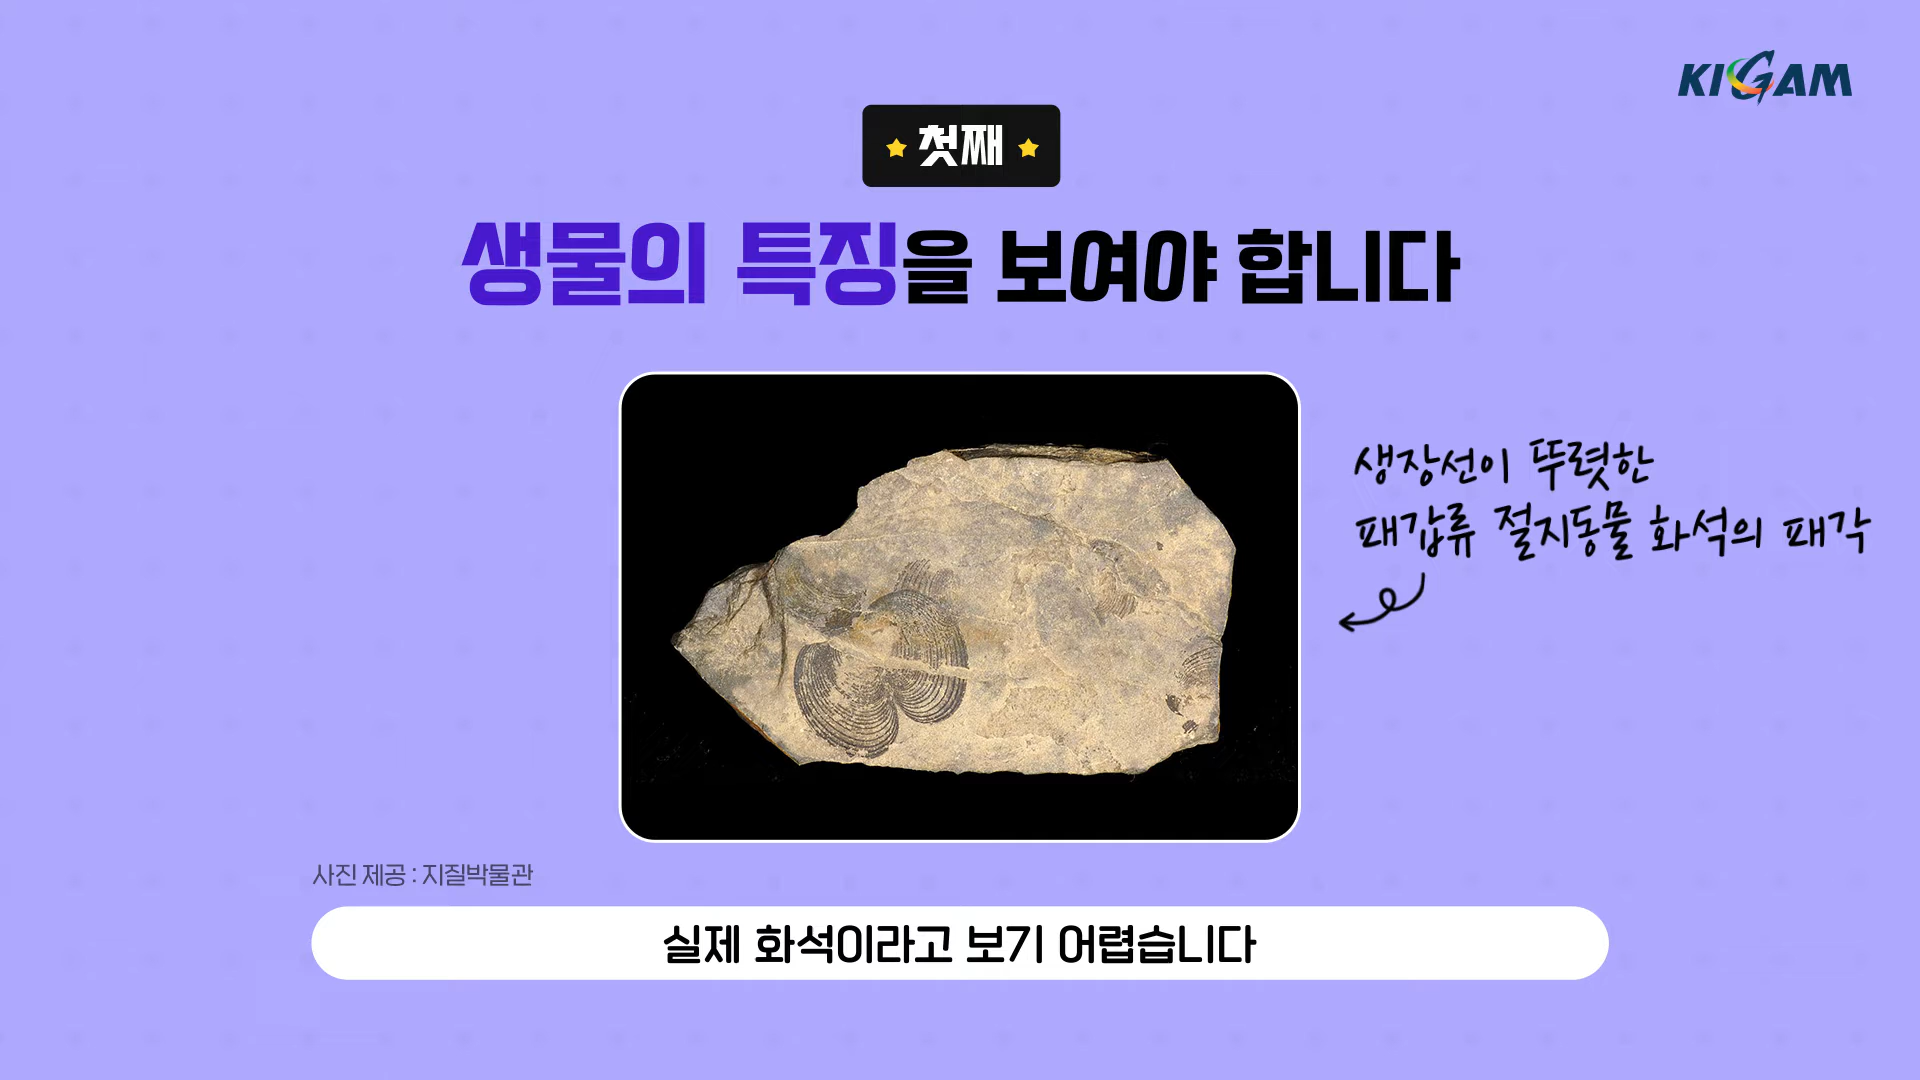 KIGAM
첫째
생물의 특징을 보여야 합니다
생장선이 뚜렷한
패갑류 절지동물 화석의 패각
사진 제공 : 지질박물관
실제 화석이라고 보기 어렵습니다